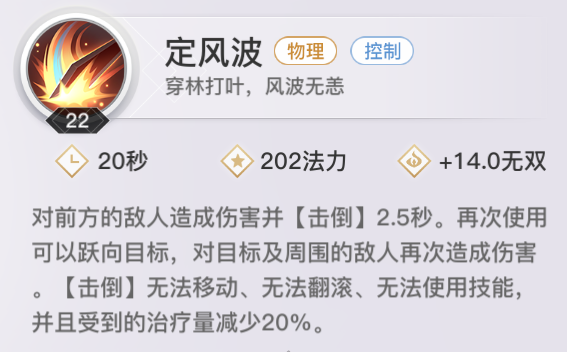 定风波 物理 控制
穿林打叶，风波无恙
22
20秒 202法力 +14.0无双
对前方的敌人造成伤害并【击倒】2.5秒。再次使用
可以跃向目标，对目标及周围的敌人再次造成伤害
。【击倒】无法移动、无法翻滚、无法使用技能，
并且受到的治疗量减少20%。